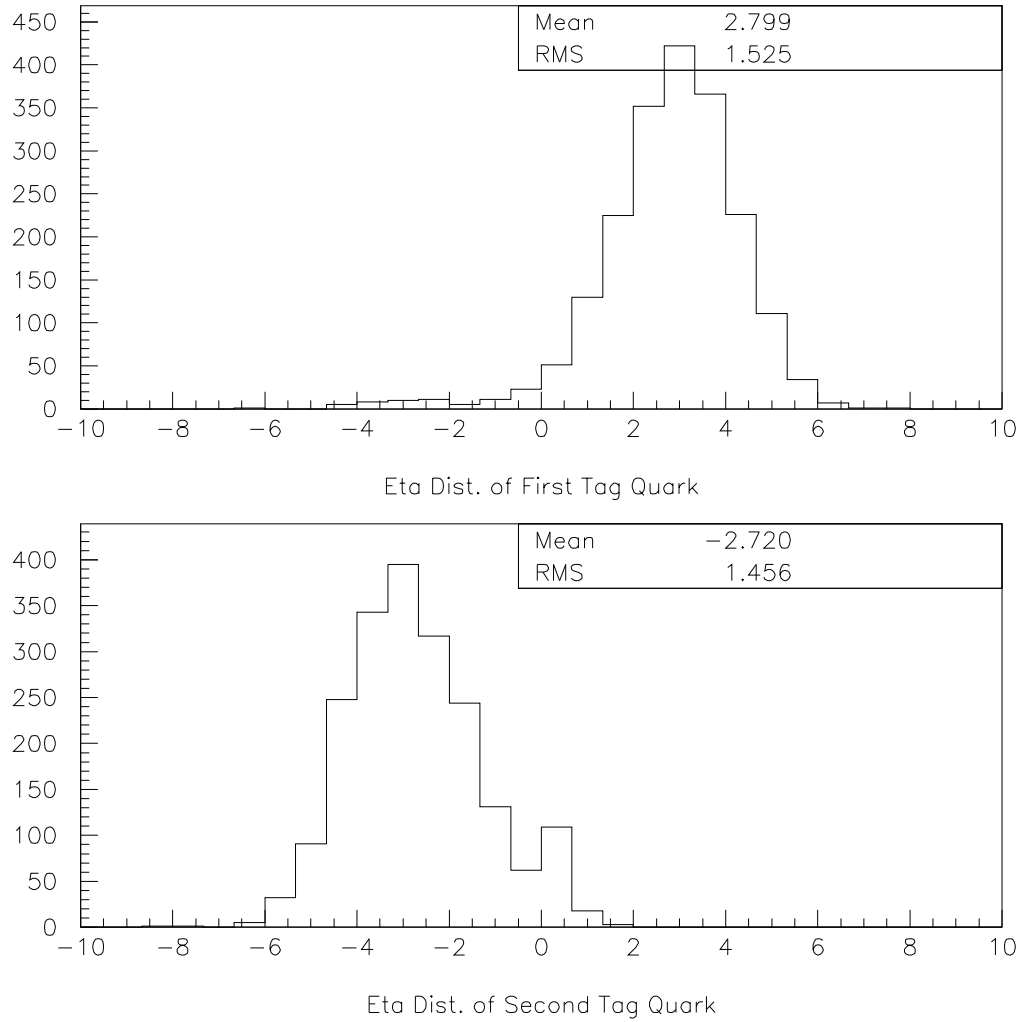 450
400
350
300
250
200
150
100
50
0
Mean 2.799
RMS 1.525
−10 −8 −6 −4 −2 0 2 4 6 8 10
Eta Dist. of First Tag Quark
400
350
300
250
200
150
100
50
0
Mean −2.720
RMS 1.456
−10 −8 −6 −4 −2 0 2 4 6 8 10
Eta Dist. of Second Tag Quark